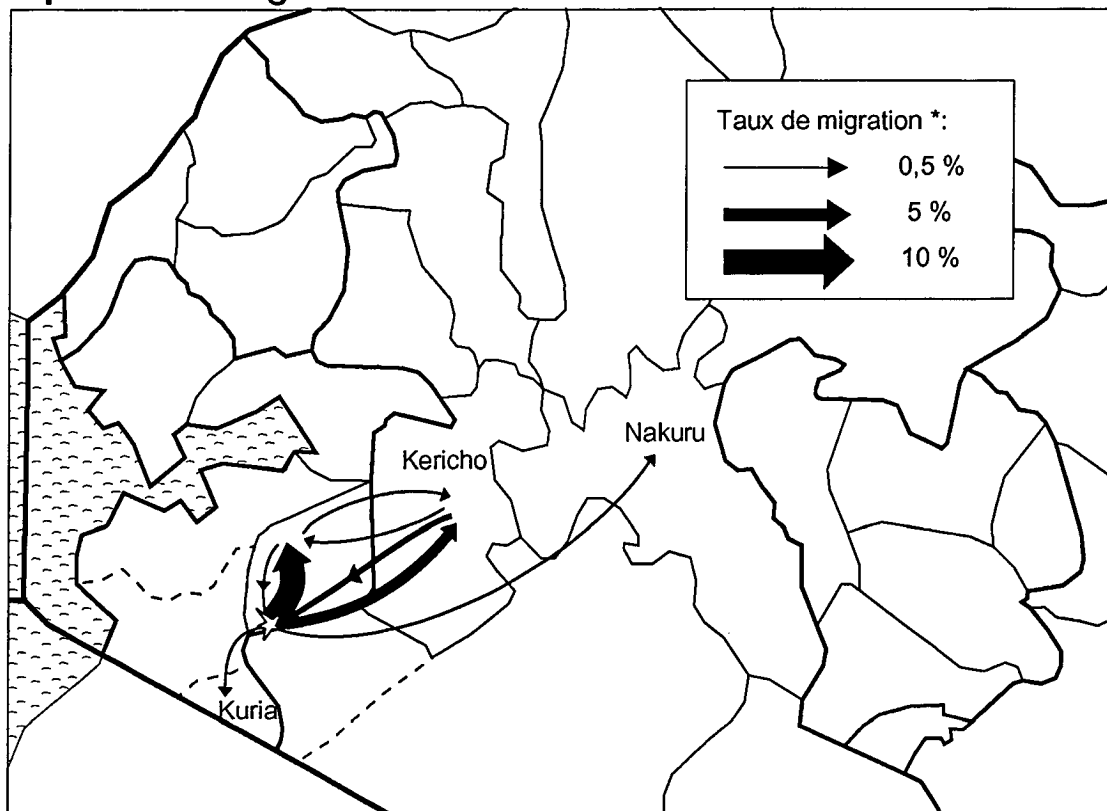 Taux de migration *:
0,5 %
5 %
10 %
Nakuru
Kericho
Kuria